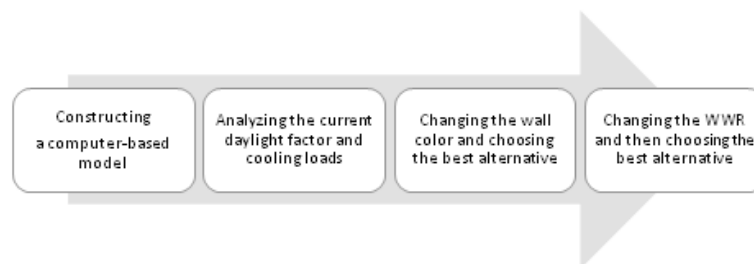 Constructing
a computer-based
model
Analyzing the current
daylight factor and
cooling loads
Changing the wall
color and choosing
the best alternative
Changing the WWR
and then choosing the
best alternative